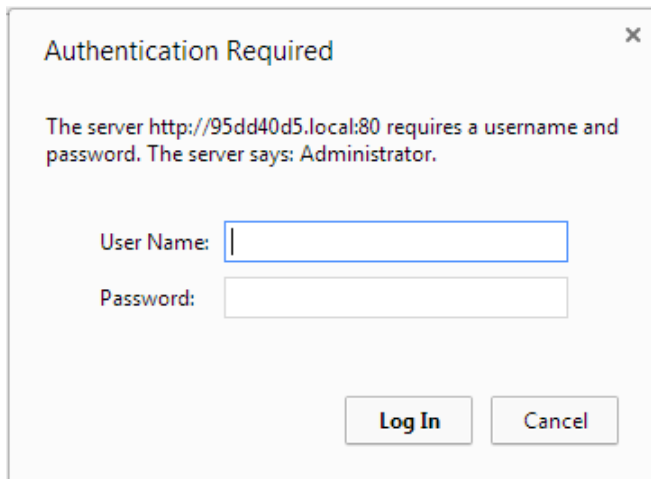 Authentication Required
The server http://95dd40d5.local:80 requires a username and
password. The server says: Administrator.
User Name:
Password:
Log In Cancel